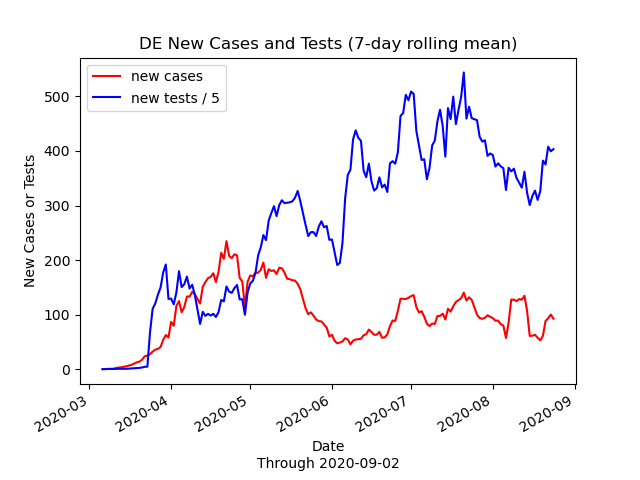 DE New Cases and Tests (7-day rolling mean)
new cases
new tests / 5
New Cases or Tests
500
400
300
200
100
0
2020-03
2020-04
2020-05
2020-06
2020-07
2020-08
2020-09
Date
Through 2020-09-02